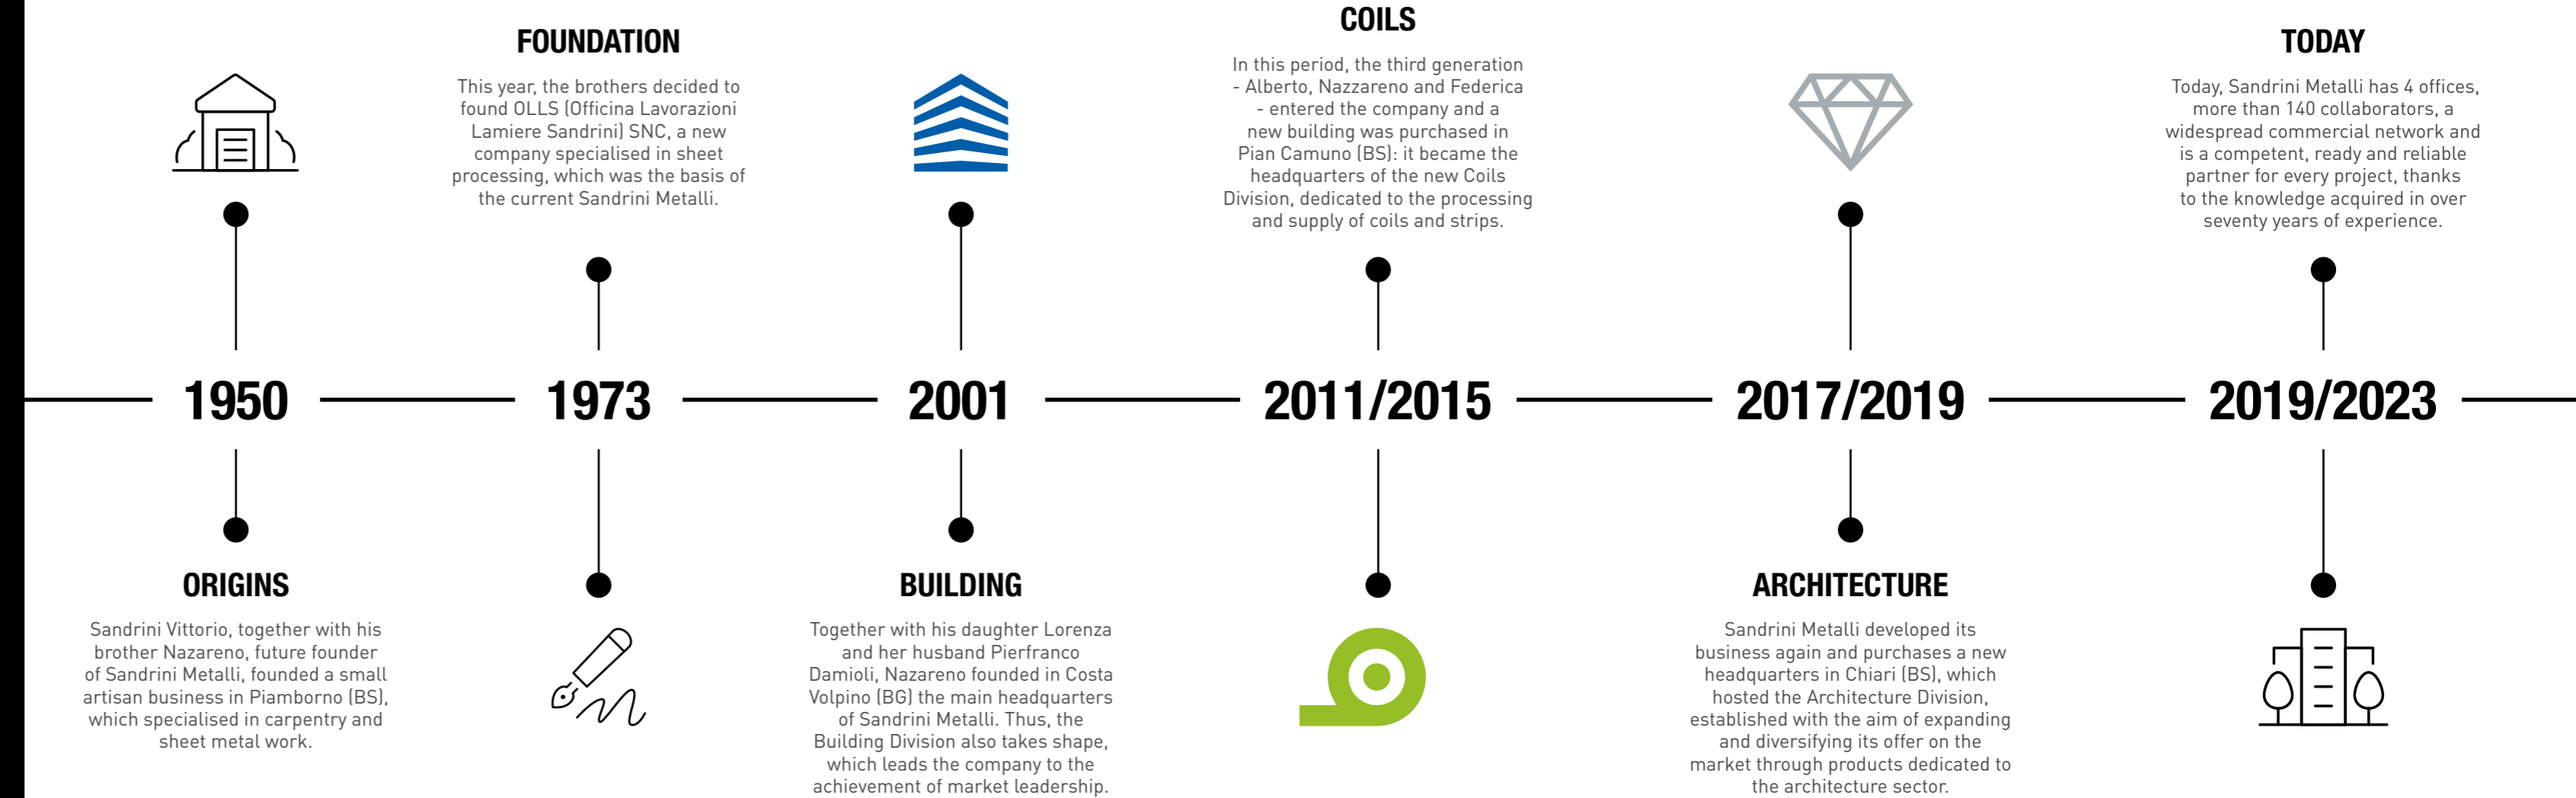 1950
ORIGINS
Sandrini Vittorio, together with his
brother Nazareno, future founder
of Sandrini Metalli, founded a small
artisan business in Piamborno (BS),
which specialised in carpentry and
sheet metal work.
FOUNDATION
This year, the brothers decided to
found OLLS (Officina Lavorazioni
Lamiere Sandrini) SNC, a new
company specialised in sheet
processing, which was the basis of
the current Sandrini Metalli.
1973
2001
BUILDING
Together with his daughter Lorenza
and her husband Pierfranco
Damioli, Nazareno founded in Costa
Volpino (BG) the main headquarters
of Sandrini Metalli. Thus, the
Building Division also takes shape,
which leads the company to the
achievement of market leadership.
COILS
In this period, the third generation
- Alberto, Nazzareno and Federica
- entered the company and a
new building was purchased in
Pian Camuno (BS): it became the
headquarters of the new Coils
Division, dedicated to the processing
and supply of coils and strips.
2011/2015
2017/2019
ARCHITECTURE
Sandrini Metalli developed its
business again and purchases a new
headquarters in Chiari (BS), which
hosted the Architecture Division,
established with the aim of expanding
and diversifying its offer on the
market through products dedicated to
the architecture sector.
TODAY
Today, Sandrini Metalli has 4 offices,
more than 140 collaborators, a
widespread commercial network and
is a competent, ready and reliable
partner for every project, thanks
to the knowledge acquired in over
seventy years of experience.
2019/2023